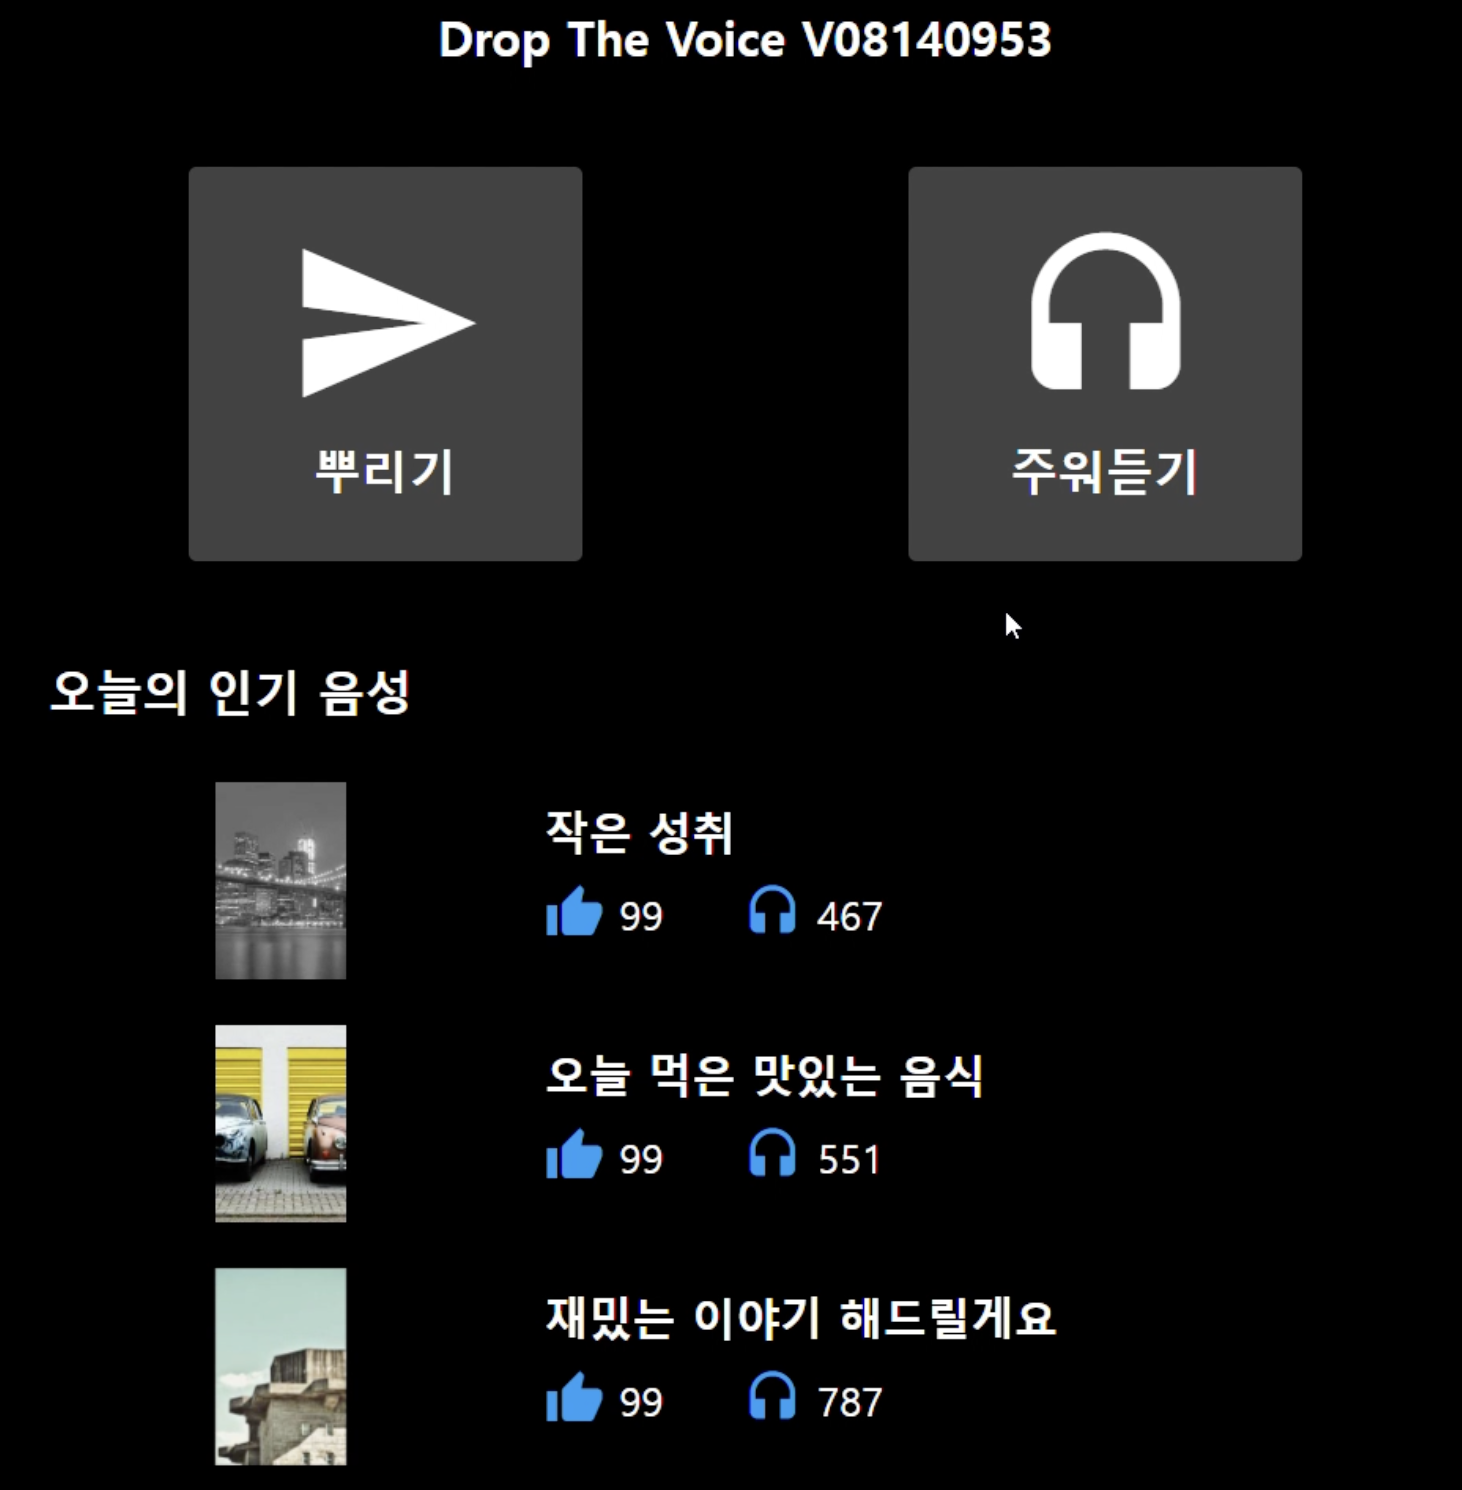 Drop The Voice V08140953
뿌리기
주워듣기
오늘의 인기 음성
작은 성취
99 467
오늘 먹은 맛있는 음식
99 551
재밌는 이야기 해드릴게요
99 787